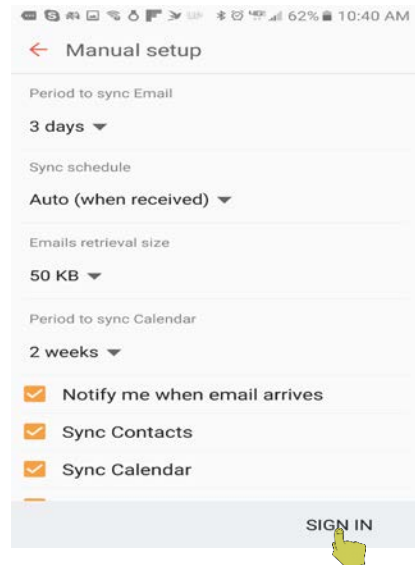 62% 10:40 AM
Manual setup
Period to sync Email
3 days
Sync schedule
Auto (when received)
Emails retrieval size
50 KB
Period to sync Calendar
2 weeks
Notify me when email arrives
Sync Contacts
Sync Calendar
SIGN IN